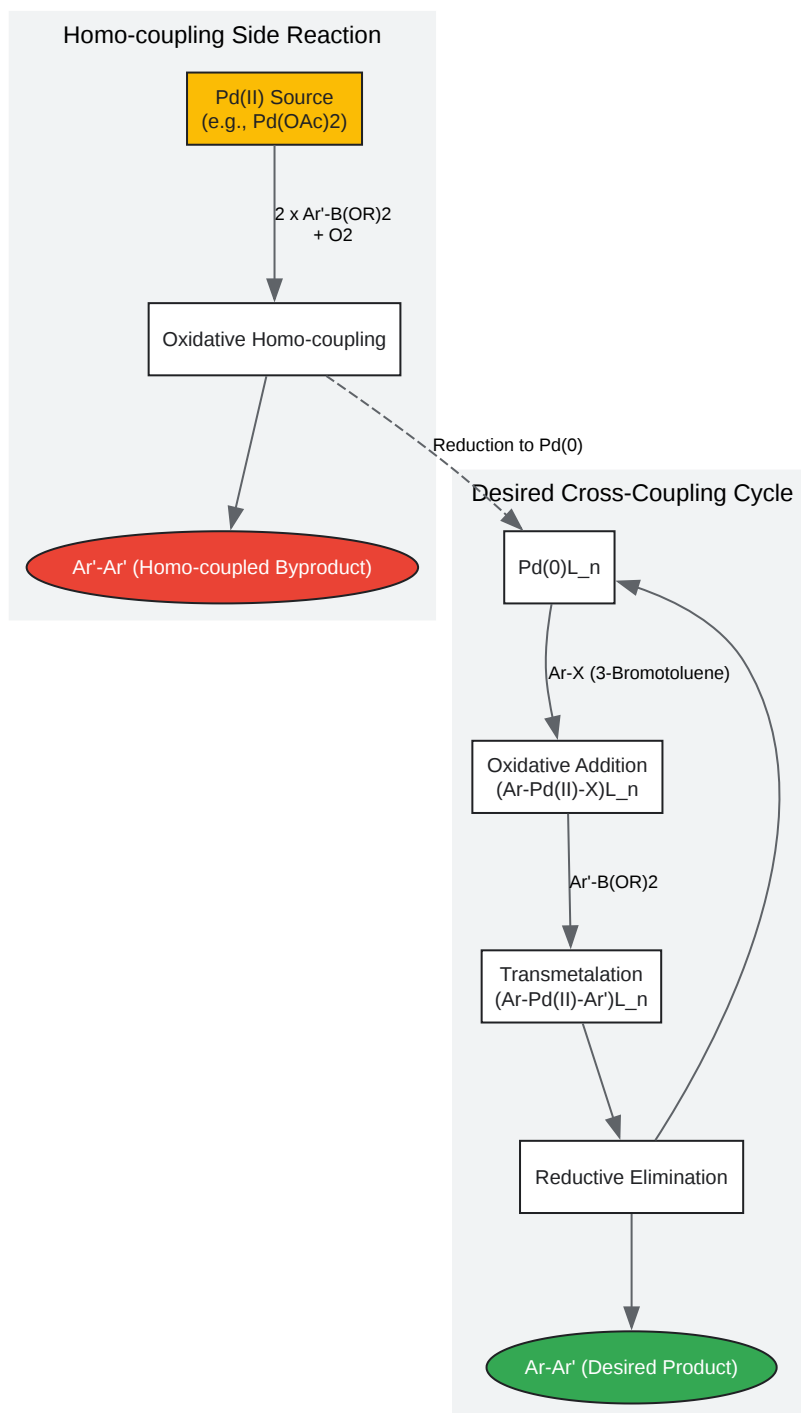 Homo-coupling Side Reaction
Pd(II) Source
(e.g., Pd(OAc)2)
2 x Ar'-B(OR)2
+ O2
Oxidative Homo-coupling
Reduction to Pd(0)
Ar'-Ar' (Homo-coupled Byproduct)
Desired Cross-Coupling Cycle
Pd(0)L_n
Ar-X (3-Bromotoluene)
Oxidative Addition
(Ar-Pd(II)-X)L_n
Ar'-B(OR)2
Transmetalation
(Ar-Pd(II)-Ar')L_n
Reductive Elimination
Ar-Ar' (Desired Product)